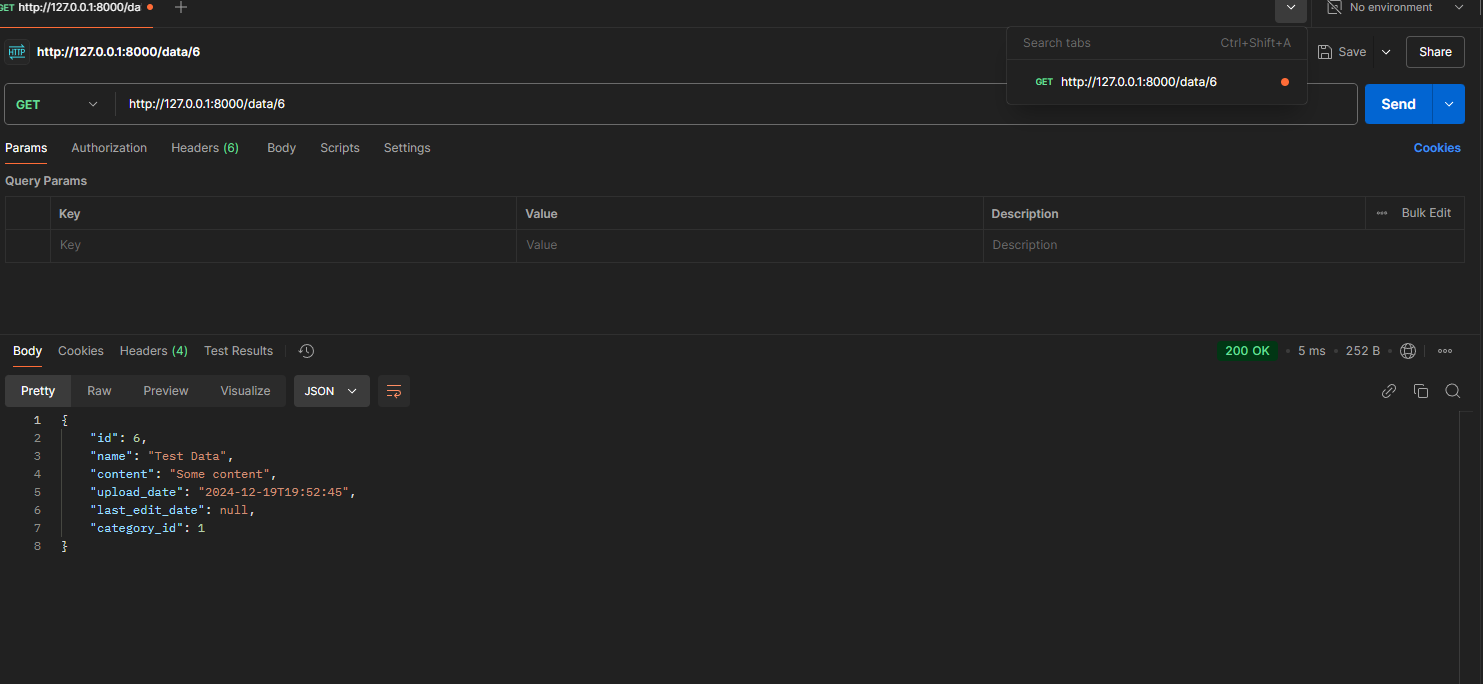 GET http://127.0.0.1:8000/da
No environment
Search tabs Ctrl+Shift+A
GET http://127.0.0.1:8000/data/6
HTTP http://127.0.0.1:8000/data/6
Save
Share
GET http://127.0.0.1:8000/data/6
Send
Params Authorization Headers (6) Body Scripts Settings Cookies
Query Params
Key Value Description Bulk Edit
Key Value Description
Body Cookies Headers (4) Test Results 200 OK 5 ms 252 B
Pretty Raw Preview Visualize JSON
1 {
2 "id": 6,
3 "name": "Test Data",
4 "content": "Some content",
5 "upload_date": "2024-12-19T19:52:45",
6 "last_edit_date": null,
7 "category_id": 1
8 }